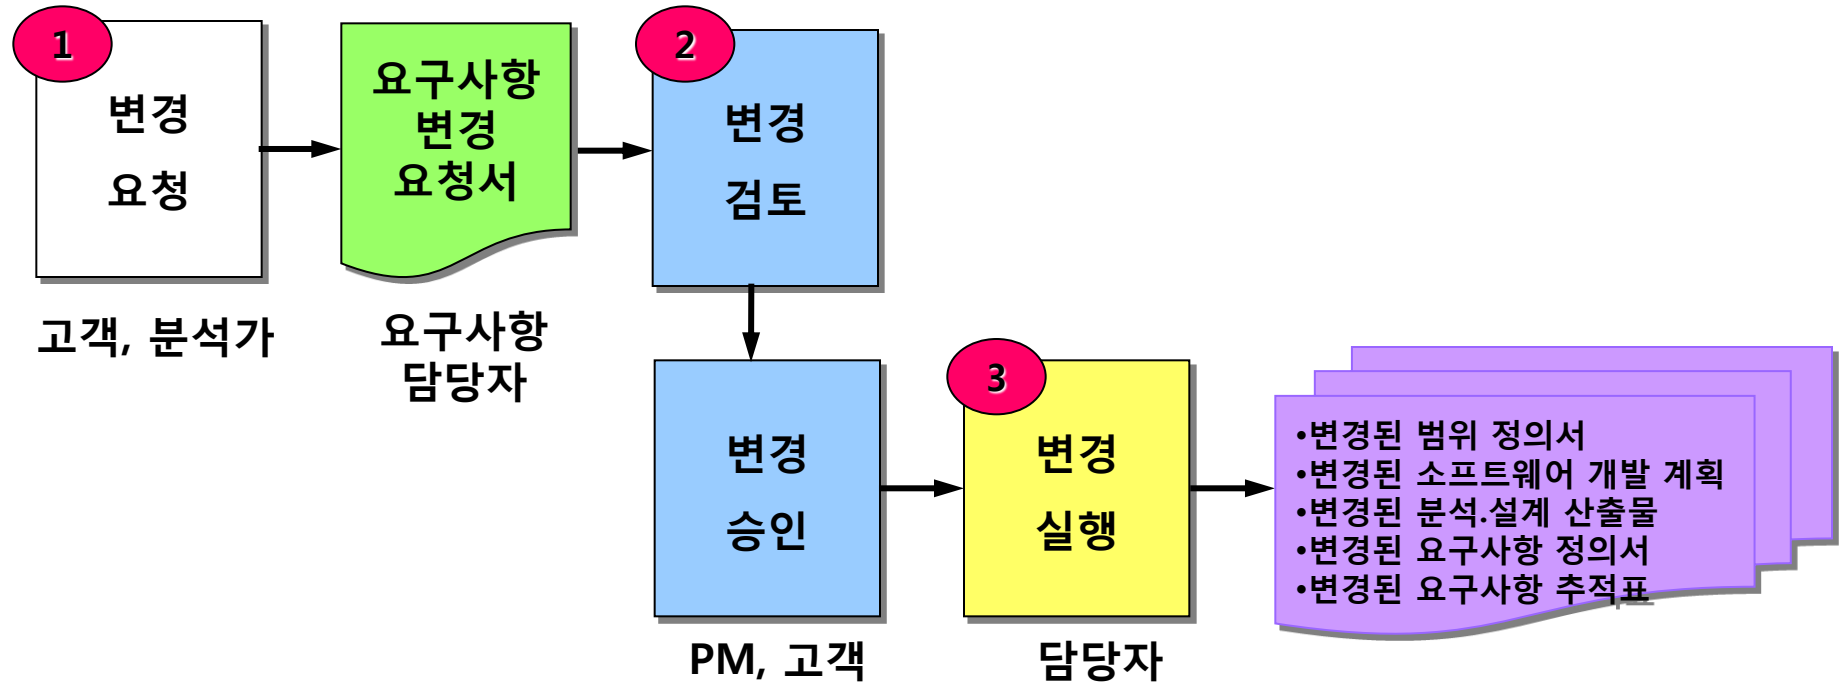 1
변경
요청
고객, 분석가
요구사항
변경
요청서
요구사항
담당자
2
변경
검토
변경
승인
PM, 고객
3
변경
실행
담당자
•변경된 범위 정의서
•변경된 소프트웨어 개발 계획
•변경된 분석.설계 산출물
•변경된 요구사항 정의서
•변경된 요구사항 추적표